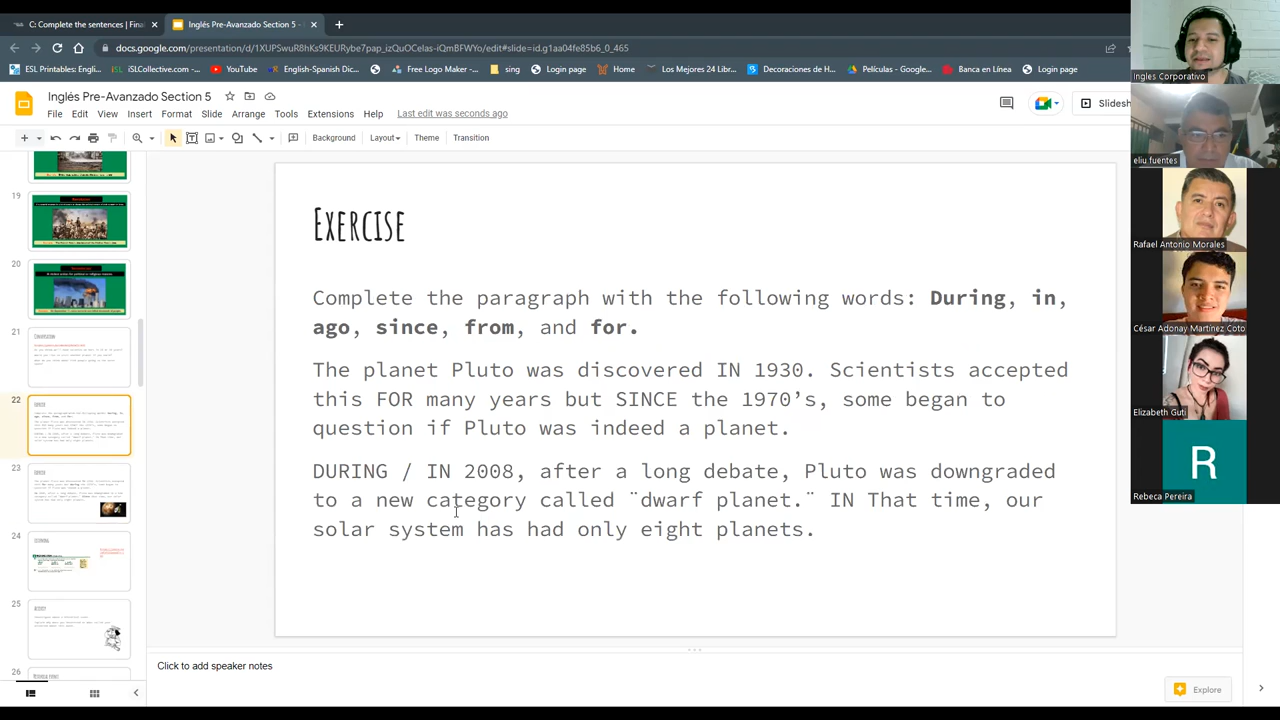 C: Complete the sentences | Final
Inglés Pre-Avanzado Section 5 -
docs.google.com/presentation/d/1XUPSwuR8hKs9KEURybe7pap_izQuOCelas-iQmBFWYo/edit#slide=id.g1aa04fe85b6_0_465
ESL Printables: Engli...
iSLCollective.com -...
YouTube
English-Spanish Dic...
Login page
Free Logo Maker -...
Home
Los Mejores 24 Libr...
Decoraciones de H...
Películas - Google...
Banca en Línea
Login page
Inglés Pre-Avanzado Section 5
File Edit View Insert Format Slide Arrange Tools Extensions Help Last edit was seconds ago
Slidesh
Background Layout Theme Transition
19
20
21
22
23
24
25
26
Exercise
Complete the paragraph with the following words: During, in,
ago, since, from, and for.
The planet Pluto was discovered IN 1930. Scientists accepted
this FOR many years but SINCE the 1970’s, some began to
question if Pluto was indeed a planet.
DURING / IN 2008, after a long debate, Pluto was downgraded
to a new category called ¨dwarf planet.¨ IN That time, our
solar system has had only eight planets.
Click to add speaker notes
Explore
Ingles Corporativo
eliu fuentes
Rafael Antonio Morales
César Adonay Martínez Coto
Elizabeth Guti
R
Rebeca Pereira